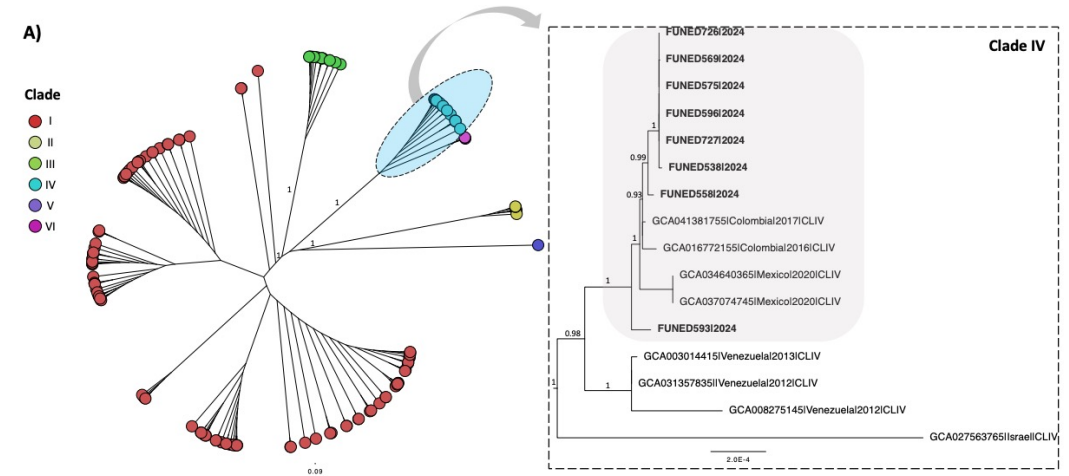 A)
Clade
I
II
III
IV
V
VI
1
1
1
1
0.09
Clade IV
FUNED726|2024
FUNED569|2024
FUNED575|2024
FUNED596|2024
FUNED727|2024
1
FUNED538|2024
0.99
FUNED558|2024
0.93
GCA041381755|Colombia|2017|CLIV
1
GCA016772155|Colombia|2016|CLIV
GCA034640365|Mexico|2020|CLIV
1
GCA037074745|Mexico|2020|CLIV
FUNED593|2024
0.98
GCA003014415|Venezuela|2013|CLIV
1
1
GCA031357835||Venezuela|2012|CLIV
GCA008275145|Venezuela|2012|CLIV
GCA027563765|Israel|CLIV
2.0E-4